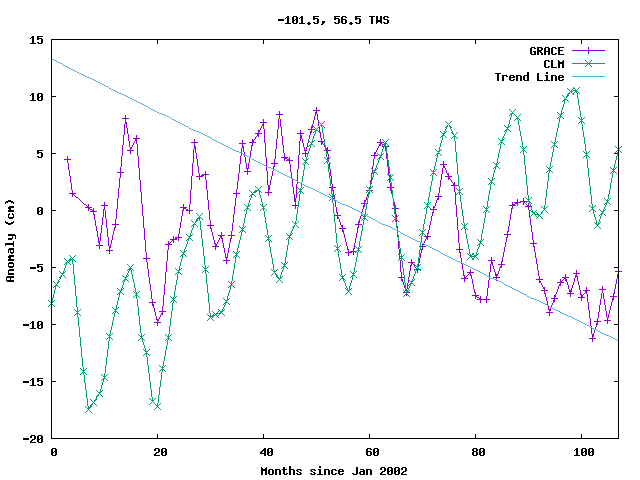 -101.5, 56.5 TWS
GRACE
CLM
Trend Line
15
10
5
0
-5
-10
-15
-20
Anomaly (cm)
0 20 40 60 80 100
Months since Jan 2002